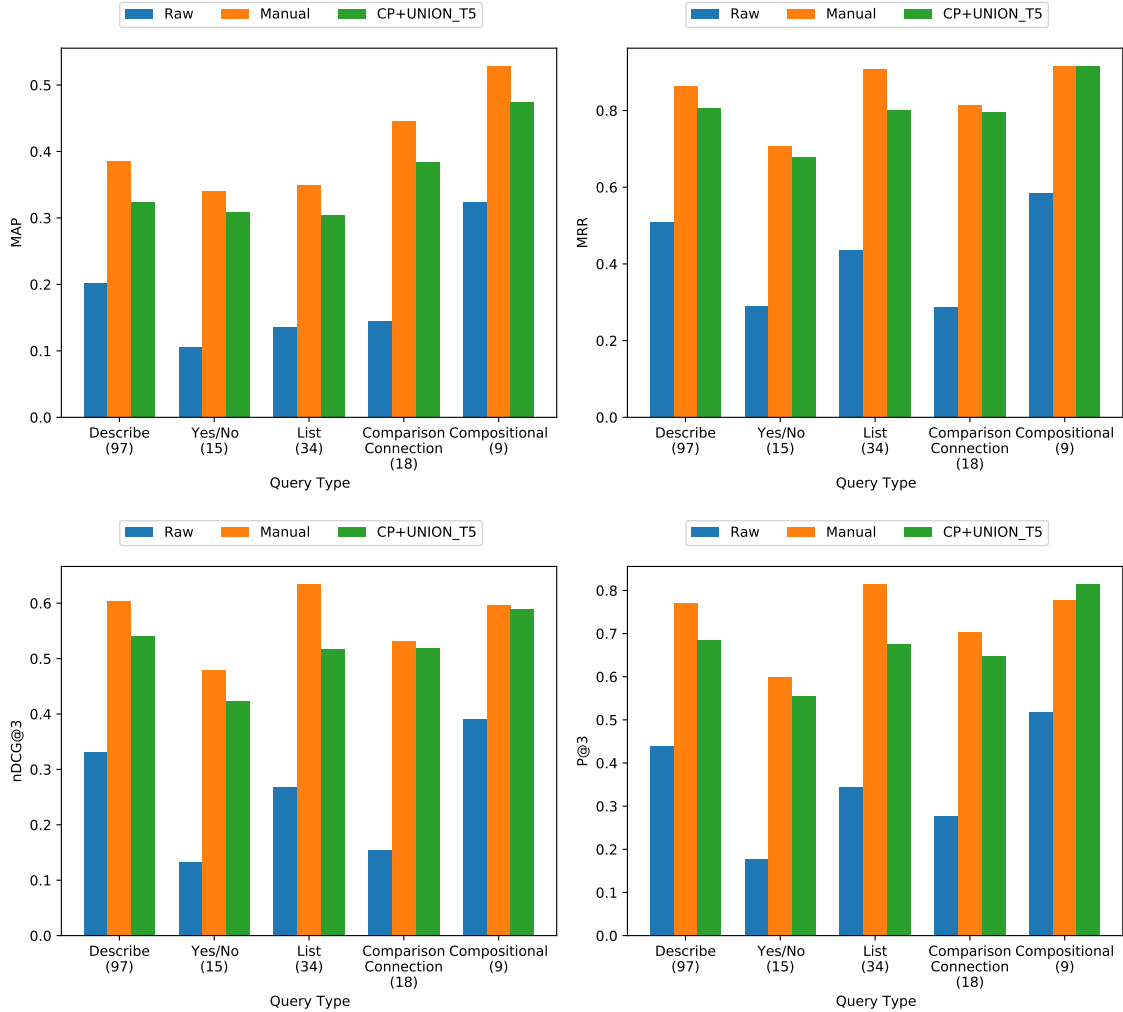 Raw Manual CP+UNION_T5
MAP
0.5
0.4
0.3
0.2
0.1
0.0
Describe Yes/No List Comparison Compositional
(97) (15) (34) Connection (9)
(18)
Query Type
Raw Manual CP+UNION_T5
MRR
0.8
0.6
0.4
0.2
0.0
Describe Yes/No List Comparison Compositional
(97) (15) (34) Connection (9)
(18)
Query Type
Raw Manual CP+UNION_T5
nDCG@3
0.6
0.5
0.4
0.3
0.2
0.1
0.0
Describe Yes/No List Comparison Compositional
(97) (15) (34) Connection (9)
(18)
Query Type
Raw Manual CP+UNION_T5
P@3
0.8
0.7
0.6
0.5
0.4
0.3
0.2
0.1
0.0
Describe Yes/No List Comparison Compositional
(97) (15) (34) Connection (9)
(18)
Query Type